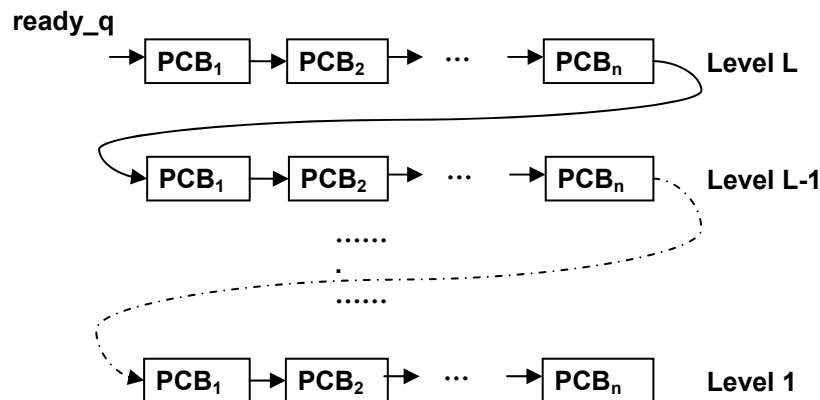 ready_q
PCB₁ PCB₂ ... PCBₙ Level L
PCB₁ PCB₂ ... PCBₙ Level L-1
......
.
......
PCB₁ PCB₂ ... PCBₙ Level 1